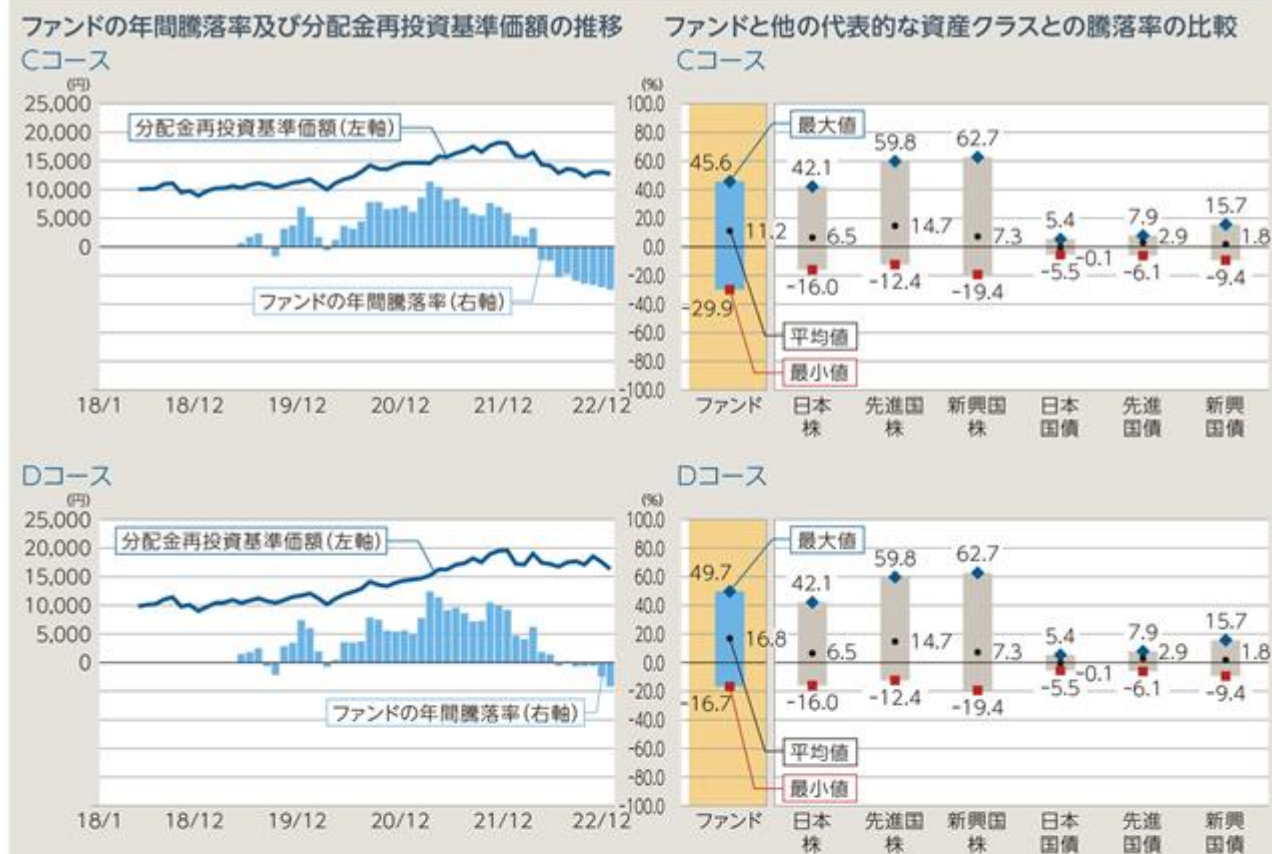 ファンドの年間騰落率及び分配金再投資基準価額の推移
Cコース
(円)
25,000
20,000
15,000
10,000
5,000
0
分配金再投資基準価額(左軸)
ファンドの年間騰落率(右軸)
(%)
100.0
80.0
60.0
40.0
20.0
0.0
-20.0
-40.0
-60.0
-80.0
-100.0
18/1 18/12 19/12 20/12 21/12 22/12
ファンドと他の代表的な資産クラスとの騰落率の比較
Cコース
最大値
平均値
最小値
45.6 42.1 59.8 62.7 5.4 7.9 15.7
11.2 6.5 14.7 7.3 -0.1 2.9 1.8
-29.9 -16.0 -12.4 -19.4 -5.5 -6.1 -9.4
ファンド 日本株 先進国株 新興国株 日本国債 先進国債 新興国債
Dコース
(円)
25,000
20,000
15,000
10,000
5,000
0
分配金再投資基準価額(左軸)
ファンドの年間騰落率(右軸)
(%)
100.0
80.0
60.0
40.0
20.0
0.0
-20.0
-40.0
-60.0
-80.0
-100.0
18/1 18/12 19/12 20/12 21/12 22/12
Dコース
最大値
平均値
最小値
49.7 42.1 59.8 62.7 5.4 7.9 15.7
16.8 6.5 14.7 7.3 -0.1 2.9 1.8
-16.7 -16.0 -12.4 -19.4 -5.5 -6.1 -9.4
ファンド 日本株 先進国株 新興国株 日本国債 先進国債 新興国債